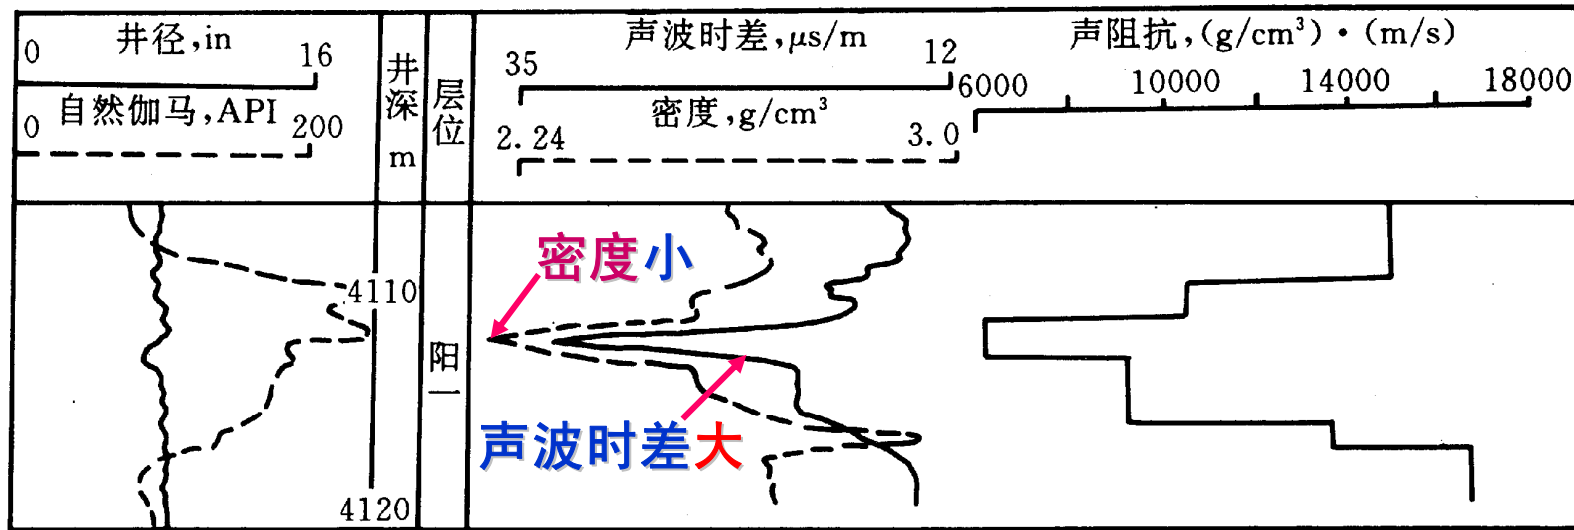 0 井径,in 16
0 自然伽马,API 200
井深 m
层位
声波时差,μs/m
35 12
密度,g/cm³
2.24 3.0
声阻抗,(g/cm³)·(m/s)
6000 10000 14000 18000
密度小
4110
阳一
声波时差大
4120